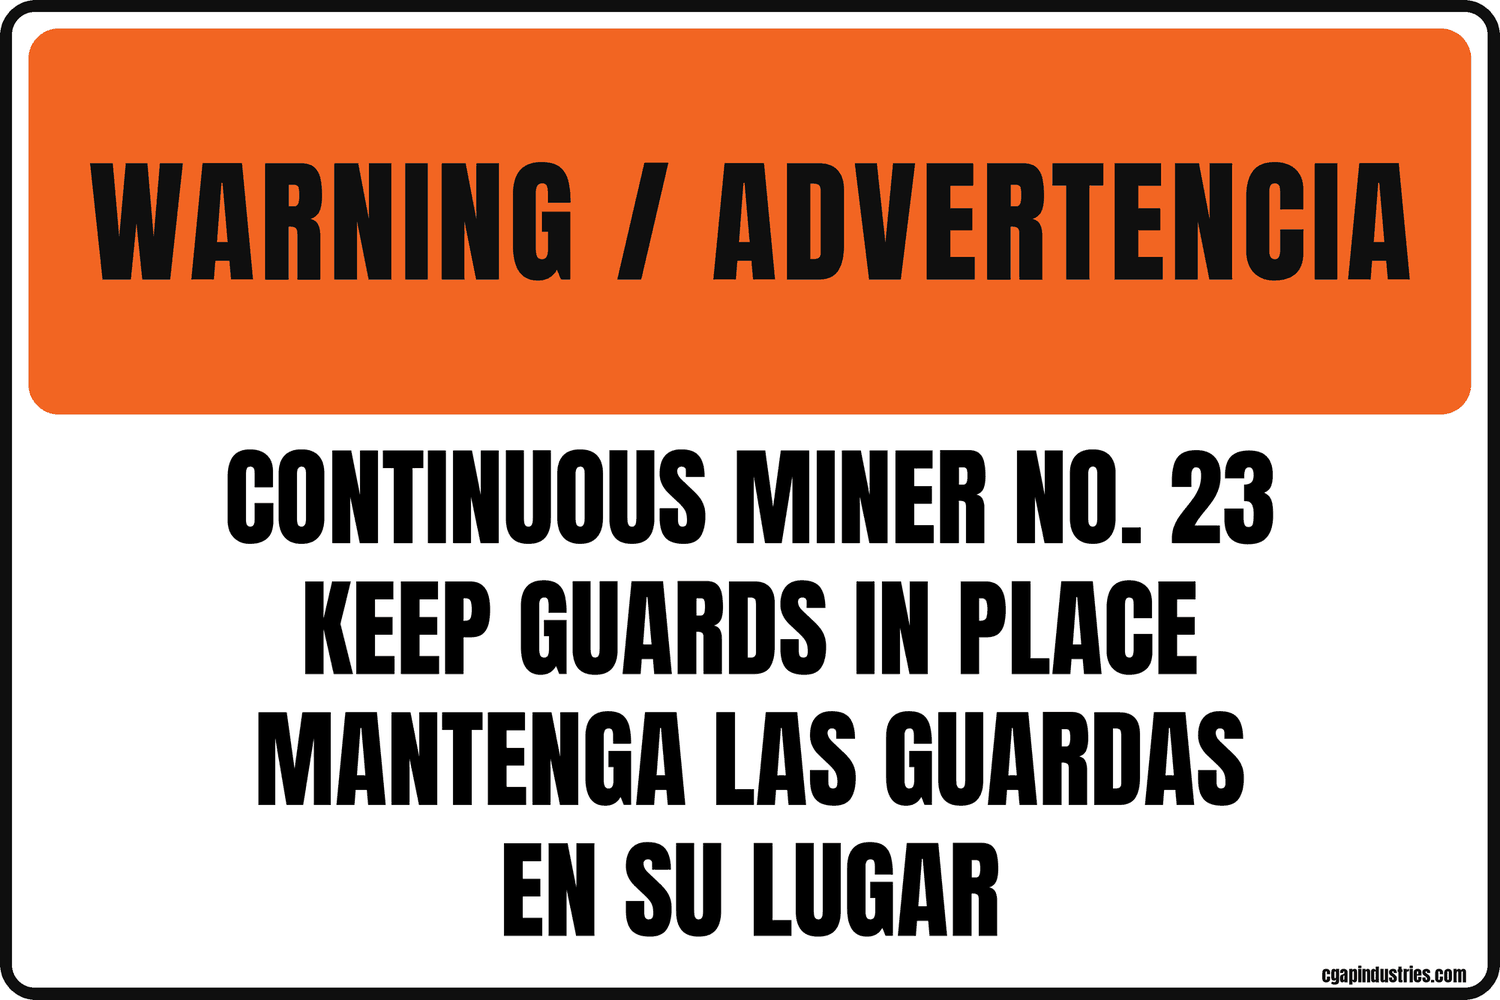 WARNING / ADVERTENCIA
CONTINUOUS MINER NO. 23
KEEP GUARDS IN PLACE
MANTENGA LAS GUARDAS
EN SU LUGAR
cgapindustries.com